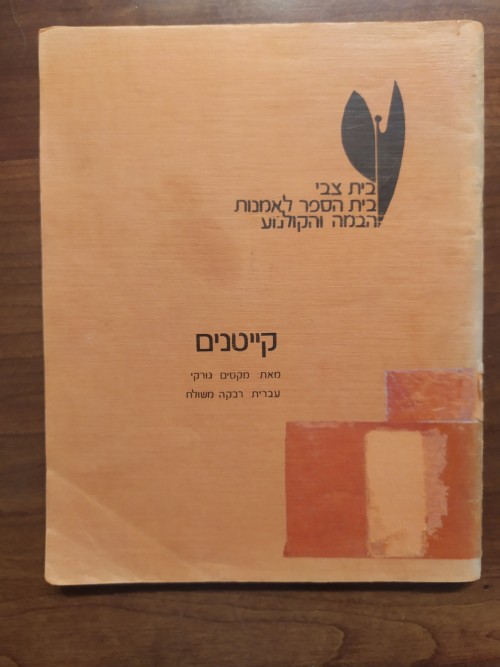 בית צבי
בית הספר לאמנות
הבמה והקולנוע
קייטנים
מאת: מקסים גורקי
עברית: רבקה משולח